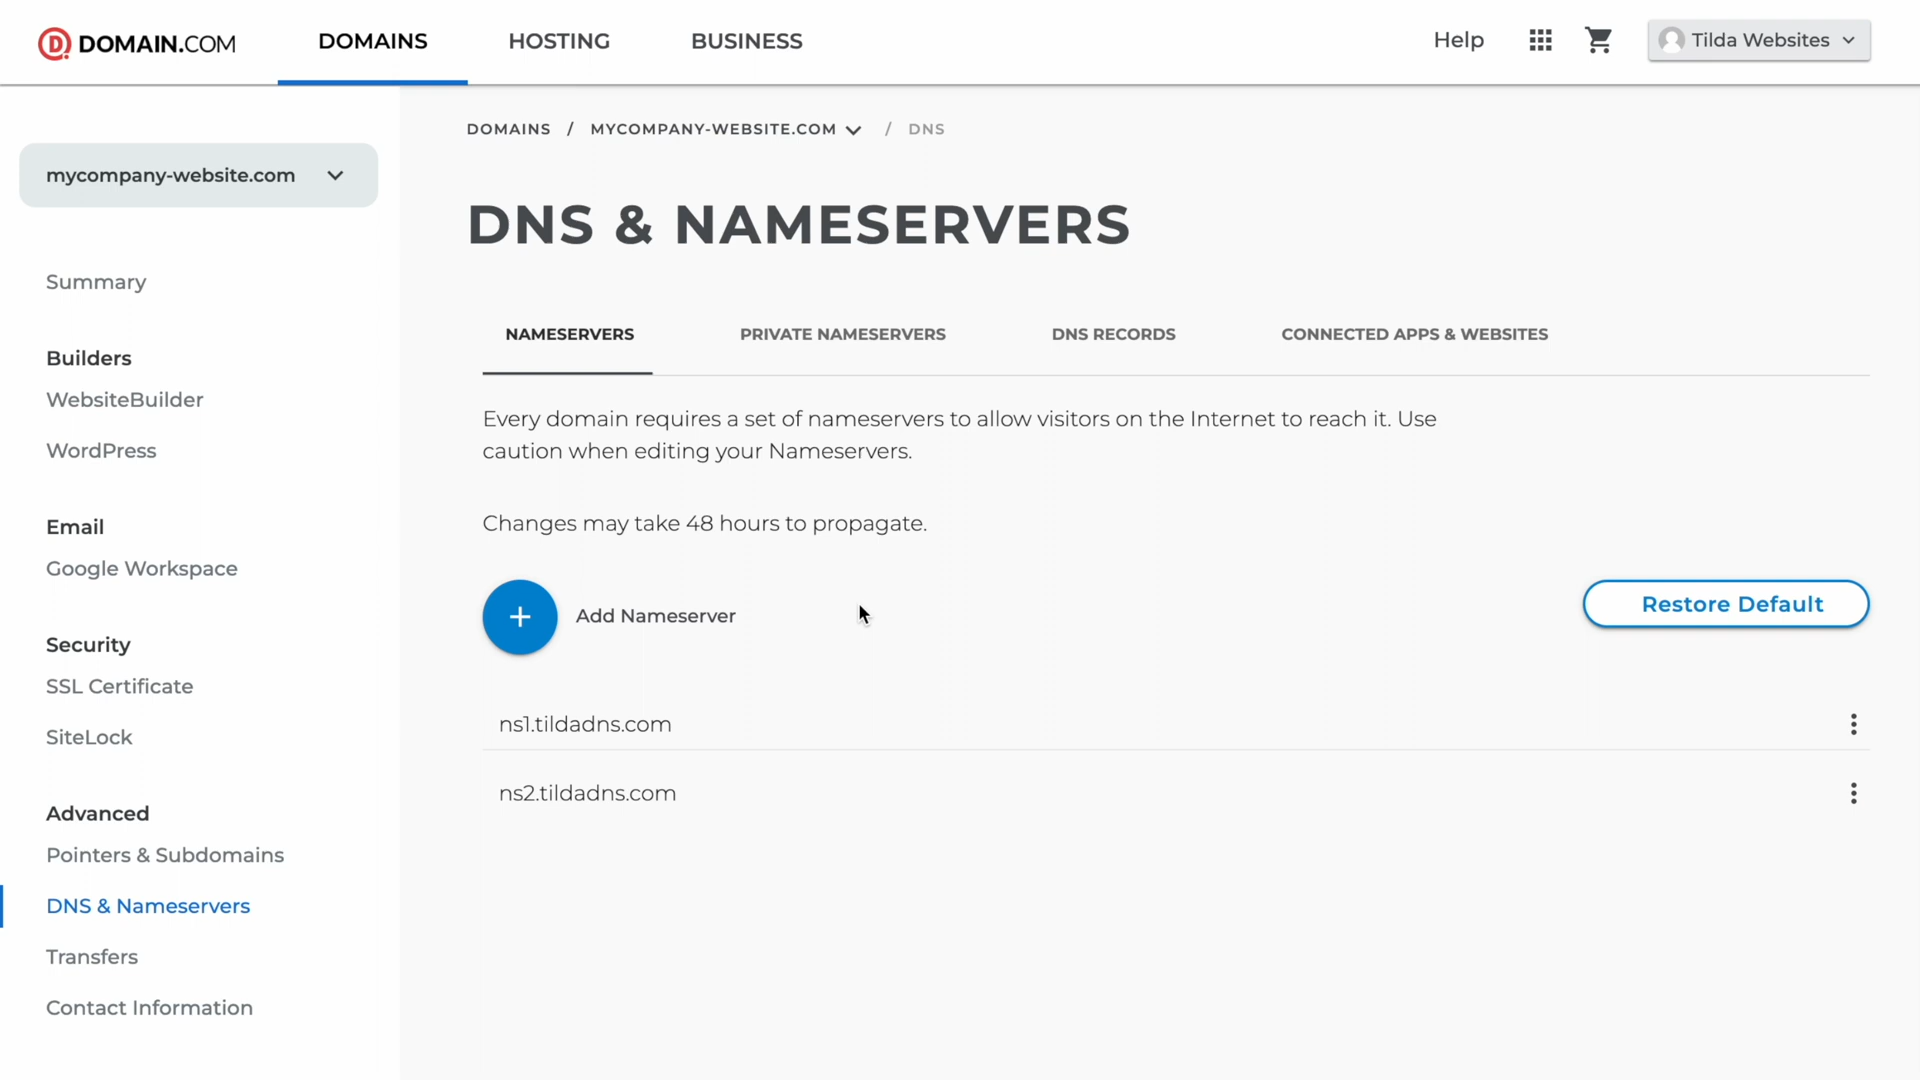 DOMAIN.COM
DOMAINS
HOSTING
BUSINESS
Help
Tilda Websites
DOMAINS / MYCOMPANY-WEBSITE.COM / DNS
mycompany-website.com
DNS & NAMESERVERS
Summary
Builders
WebsiteBuilder
WordPress
Email
Google Workspace
Security
SSL Certificate
SiteLock
Advanced
Pointers & Subdomains
DNS & Nameservers
Transfers
Contact Information
NAMESERVERS
PRIVATE NAMESERVERS
DNS RECORDS
CONNECTED APPS & WEBSITES
Every domain requires a set of nameservers to allow visitors on the Internet to reach it. Use
caution when editing your Nameservers.
Changes may take 48 hours to propagate.
Add Nameserver
Restore Default
ns1.tildadns.com
ns2.tildadns.com